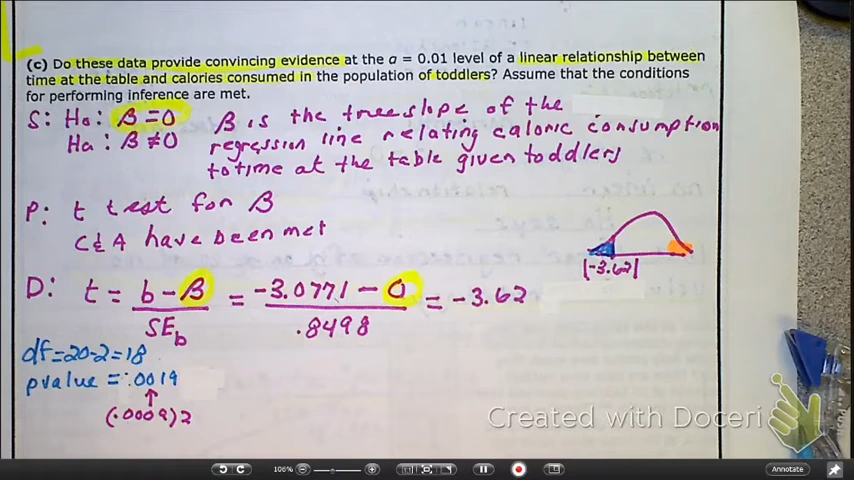 (c) Do these data provide convincing evidence at the α = 0.01 level of a linear relationship between
time at the table and calories consumed in the population of toddlers? Assume that the conditions
for performing inference are met.
S: Ho: β = 0 β is the true slope of the
Ha: β ≠ 0 regression line relating caloric consumption
to time at the table given toddlers
P: t test for β
C & A have been met
|-3.62|
D: t = b - β / SEb = -3.0771 - 0 / .8498 = -3.62
df = 20-2 = 18
pvalue = .0019
↑
(.0009)2
Created with Doceri
106%
Annotate